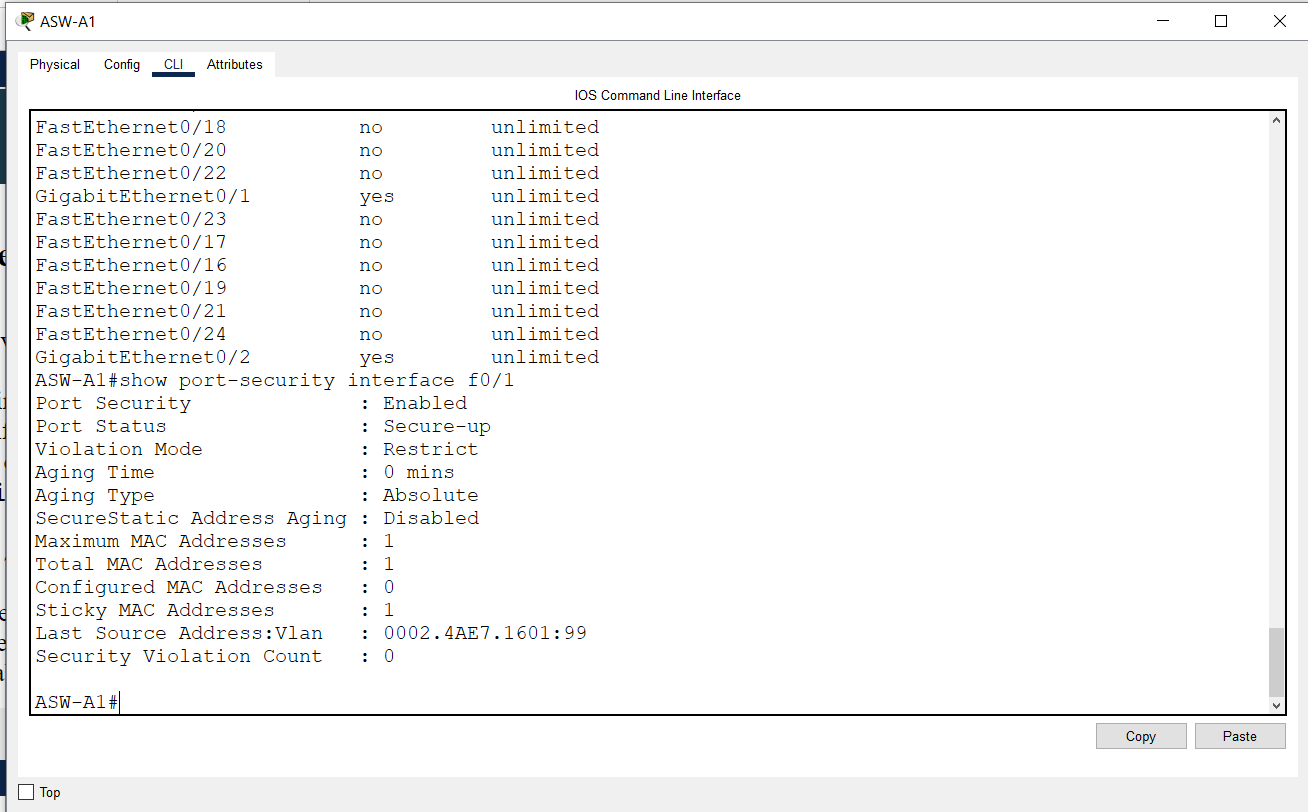 ASW-A1
Physical Config CLI Attributes
IOS Command Line Interface
FastEthernet0/18 no unlimited
FastEthernet0/20 no unlimited
FastEthernet0/22 no unlimited
GigabitEthernet0/1 yes unlimited
FastEthernet0/23 no unlimited
FastEthernet0/17 no unlimited
FastEthernet0/16 no unlimited
FastEthernet0/19 no unlimited
FastEthernet0/21 no unlimited
FastEthernet0/24 no unlimited
GigabitEthernet0/2 yes unlimited
ASW-A1#show port-security interface f0/1
Port Security : Enabled
Port Status : Secure-up
Violation Mode : Restrict
Aging Time : 0 mins
Aging Type : Absolute
SecureStatic Address Aging : Disabled
Maximum MAC Addresses : 1
Total MAC Addresses : 1
Configured MAC Addresses : 0
Sticky MAC Addresses : 1
Last Source Address:Vlan : 0002.4AE7.1601:99
Security Violation Count : 0
ASW-A1#
Copy Paste
Top